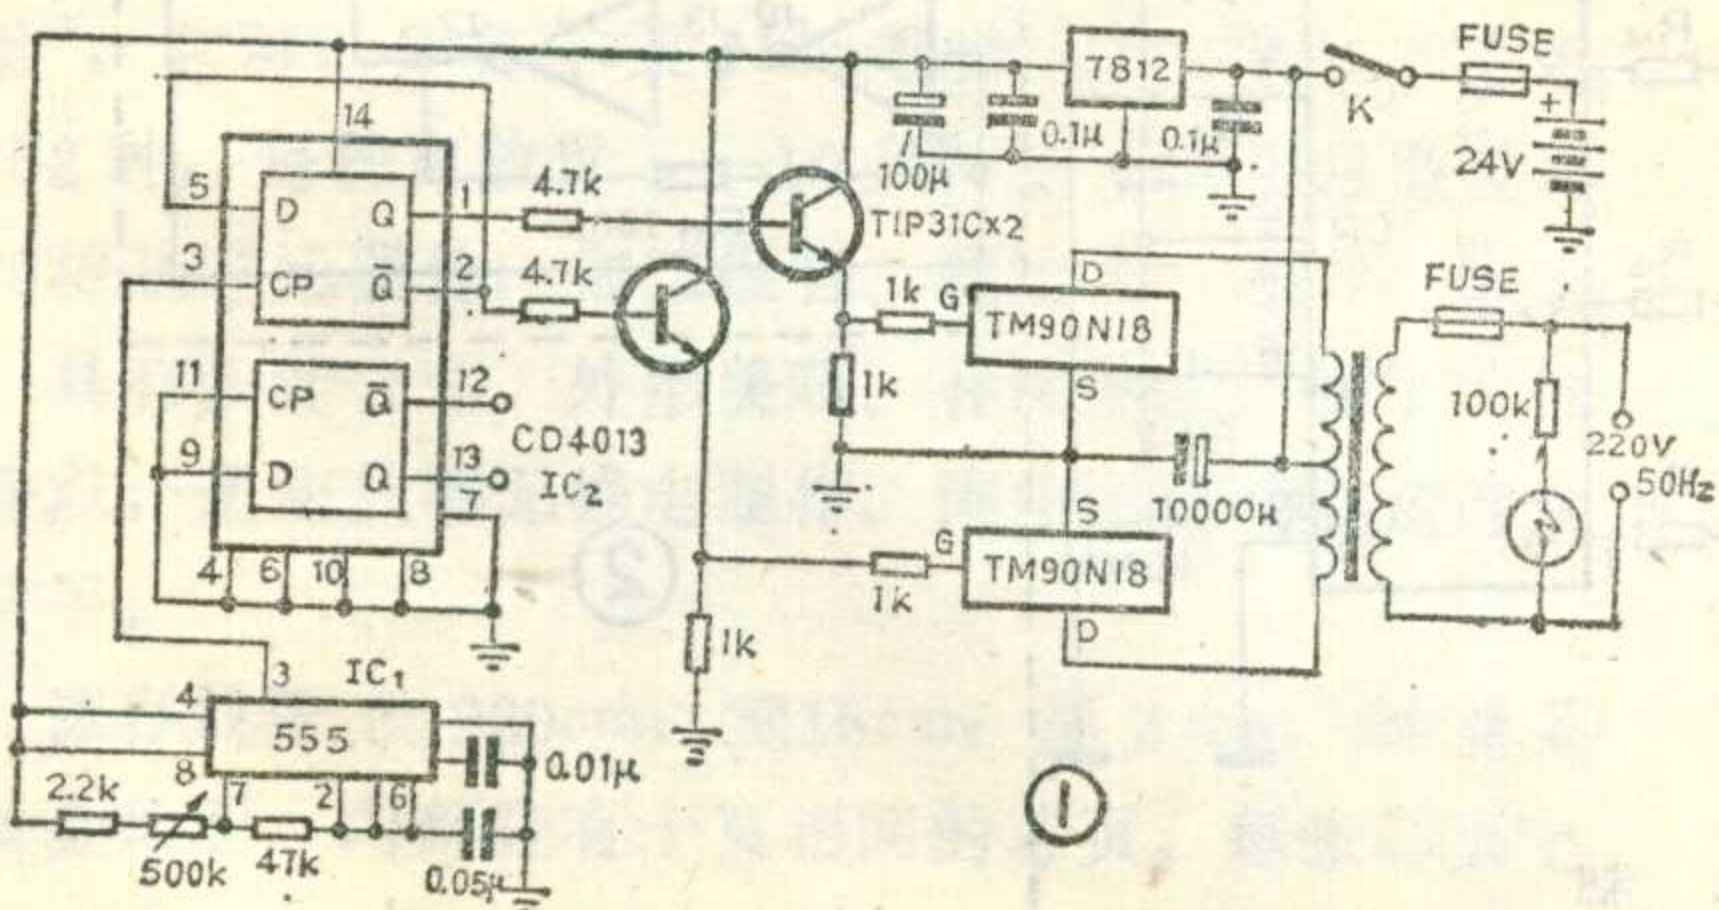 FUSE
7812
K
+
24V
0.1μ
0.1μ
100μ
TIP31C×2
14
5
D
Q
1
4.7k
3
CP
Q̄
2
4.7k
FUSE
D
1k
G
TM90N18
S
1k
11
CP
Q̄
12
9
D
Q
13
CD4013
IC₂
7
100k
220V
50Hz
10000μ
S
4
6
10
8
1k
G
TM90N18
D
1k
3
IC₁
4
555
8
0.01μ
2.2k
7
2
6
500k
47k
0.05μ
①
②